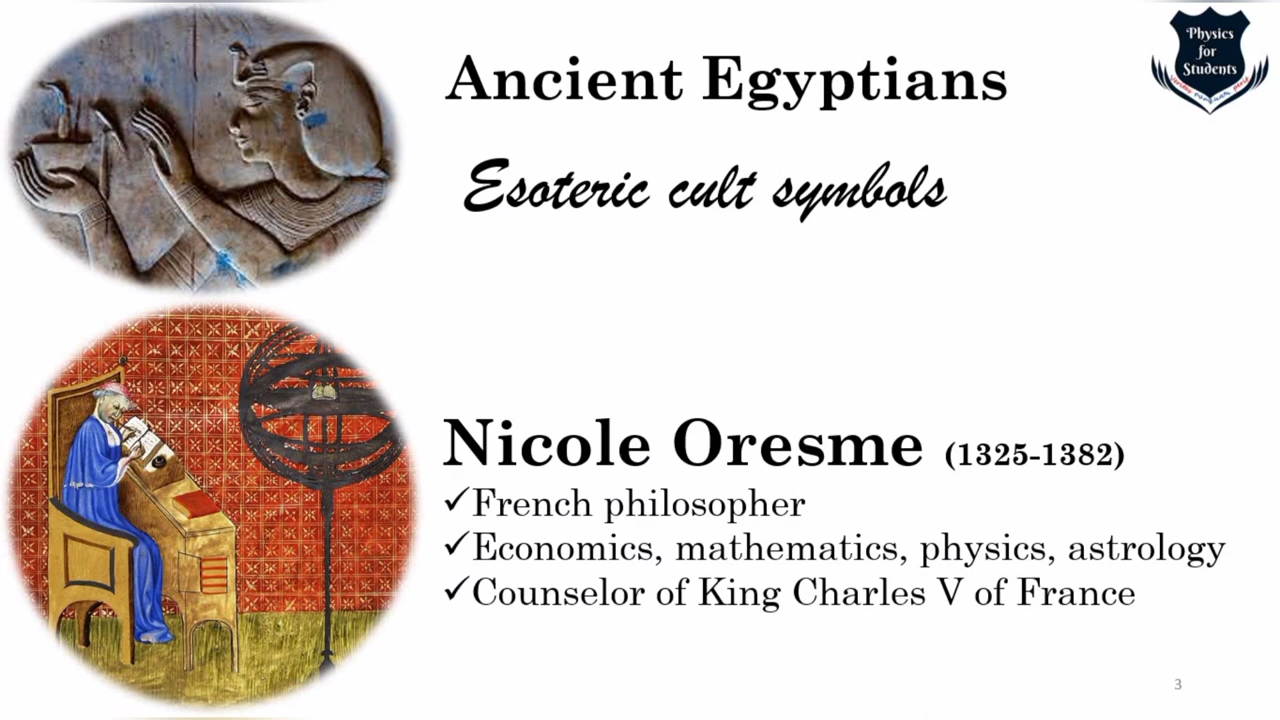 Ancient Egyptians
Esoteric cult symbols
Physics
for
Students
Nicole Oresme (1325-1382)
✓French philosopher
✓Economics, mathematics, physics, astrology
✓Counselor of King Charles V of France
3